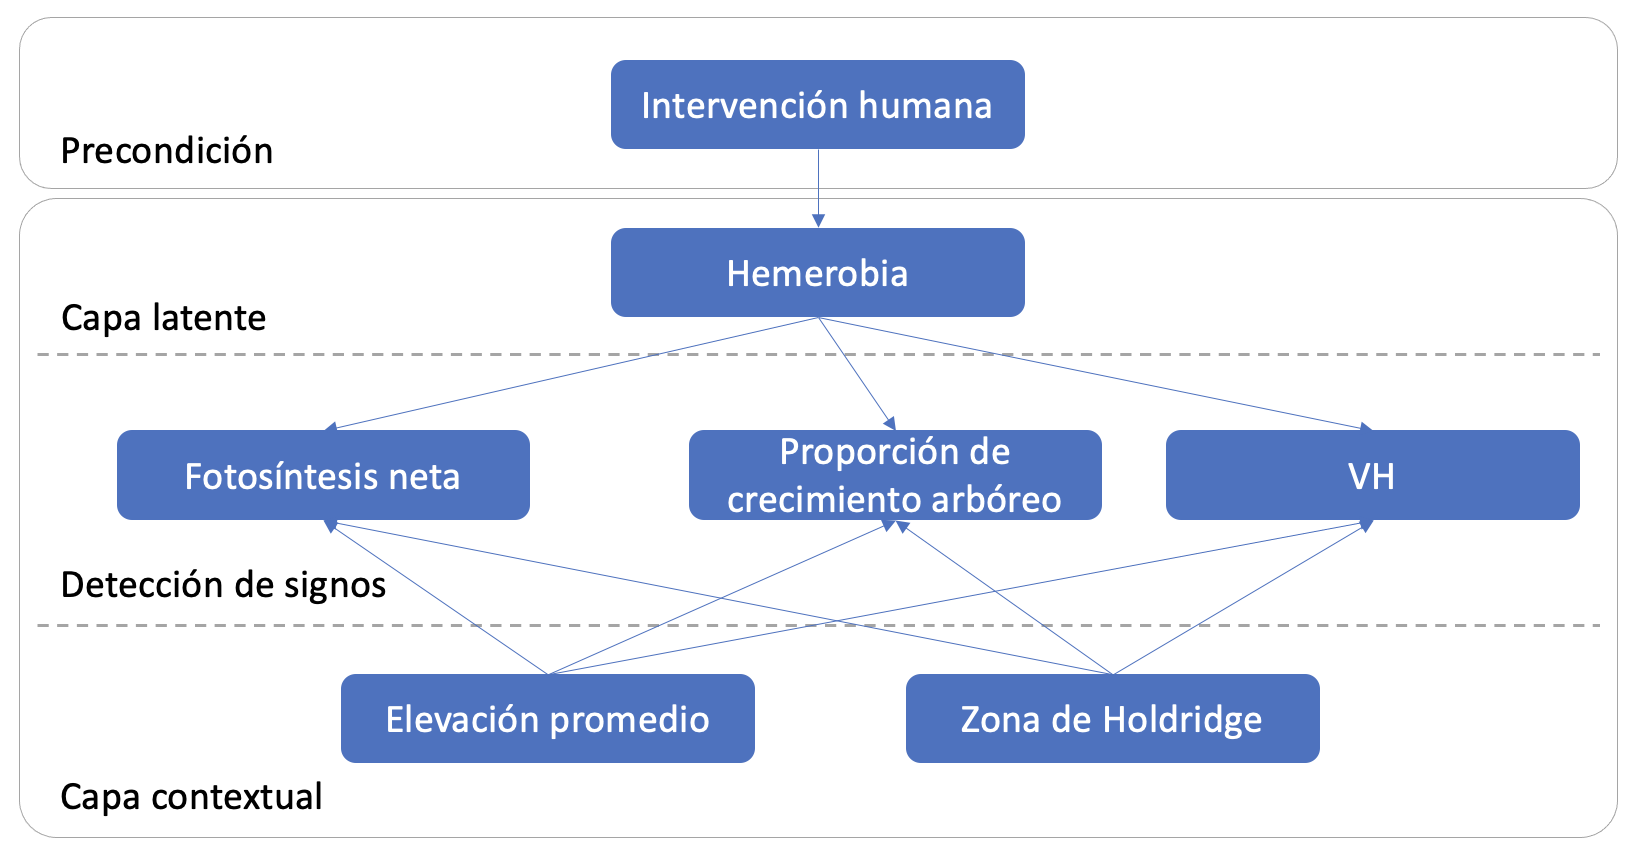 Intervención humana
Precondición
Hemerobia
Capa latente
Fotosíntesis neta
Proporción de
crecimiento arbóreo
VH
Detección de signos
Elevación promedio
Zona de Holdridge
Capa contextual